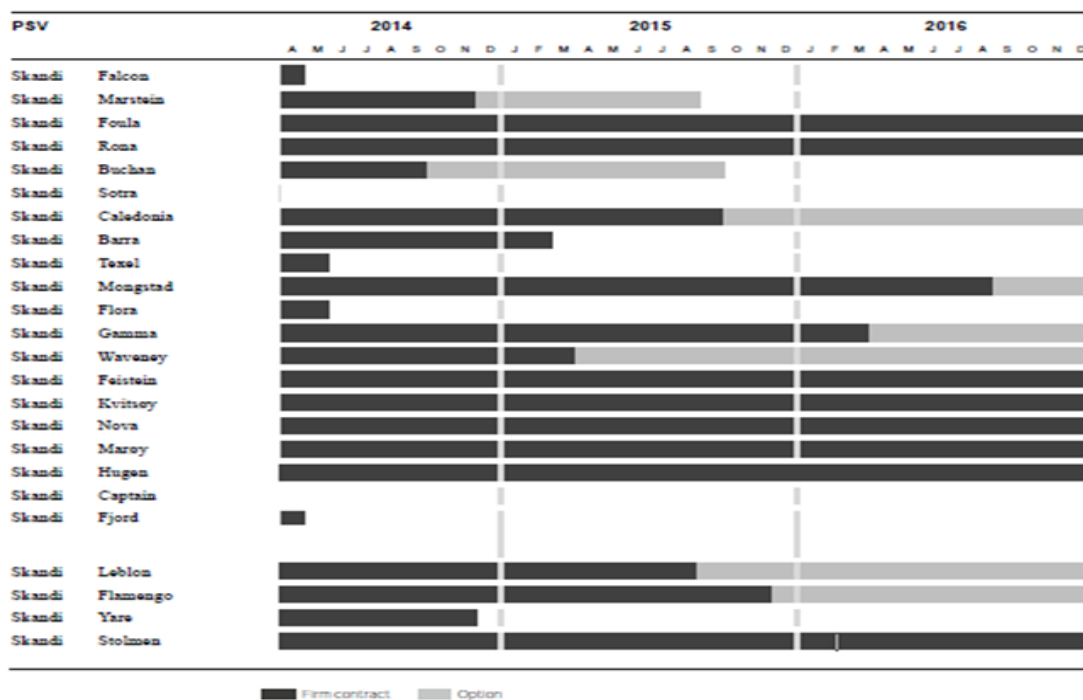 PSV 2014 2015 2016
A M J J A S O N D J F M A M J J A S O N D J F M A M J J A S O N D
Skandi Falcon
Skandi Marstein
Skandi Foula
Skandi Rona
Skandi Buchan
Skandi Sotra
Skandi Caledonia
Skandi Barra
Skandi Texel
Skandi Mongstad
Skandi Flora
Skandi Gamma
Skandi Waveney
Skandi Feistein
Skandi Kvitsoy
Skandi Nova
Skandi Maroy
Skandi Hugen
Skandi Captain
Skandi Fjord
Skandi Leblon
Skandi Flamengo
Skandi Yare
Skandi Stolmen
Firm contract Option